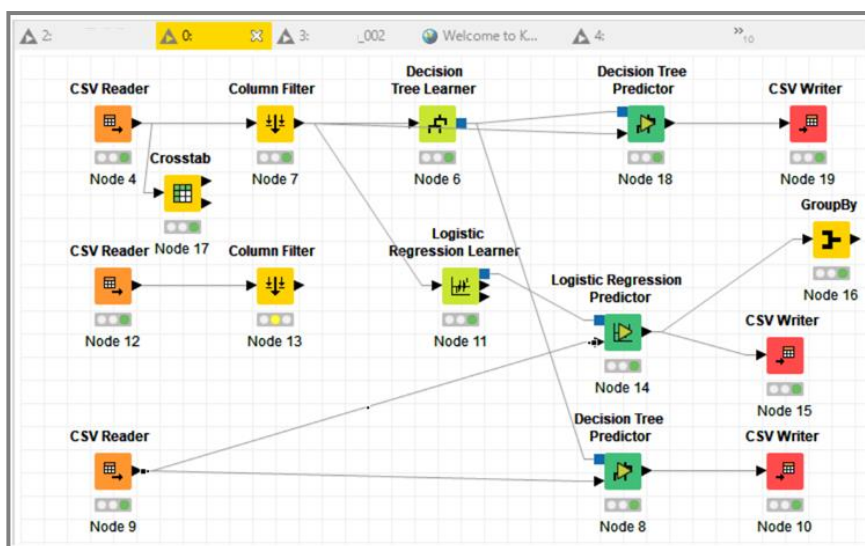 2:
0:
3:
_002
Welcome to K...
4:
»10
CSV Reader
Node 4
Column Filter
Node 7
Decision
Tree Learner
Node 6
Decision Tree
Predictor
Node 18
CSV Writer
Node 19
Crosstab
Node 17
GroupBy
Node 16
CSV Reader
Node 12
Column Filter
Node 13
Logistic
Regression Learner
Node 11
Logistic Regression
Predictor
Node 14
CSV Writer
Node 15
CSV Reader
Node 9
Decision Tree
Predictor
Node 8
CSV Writer
Node 10